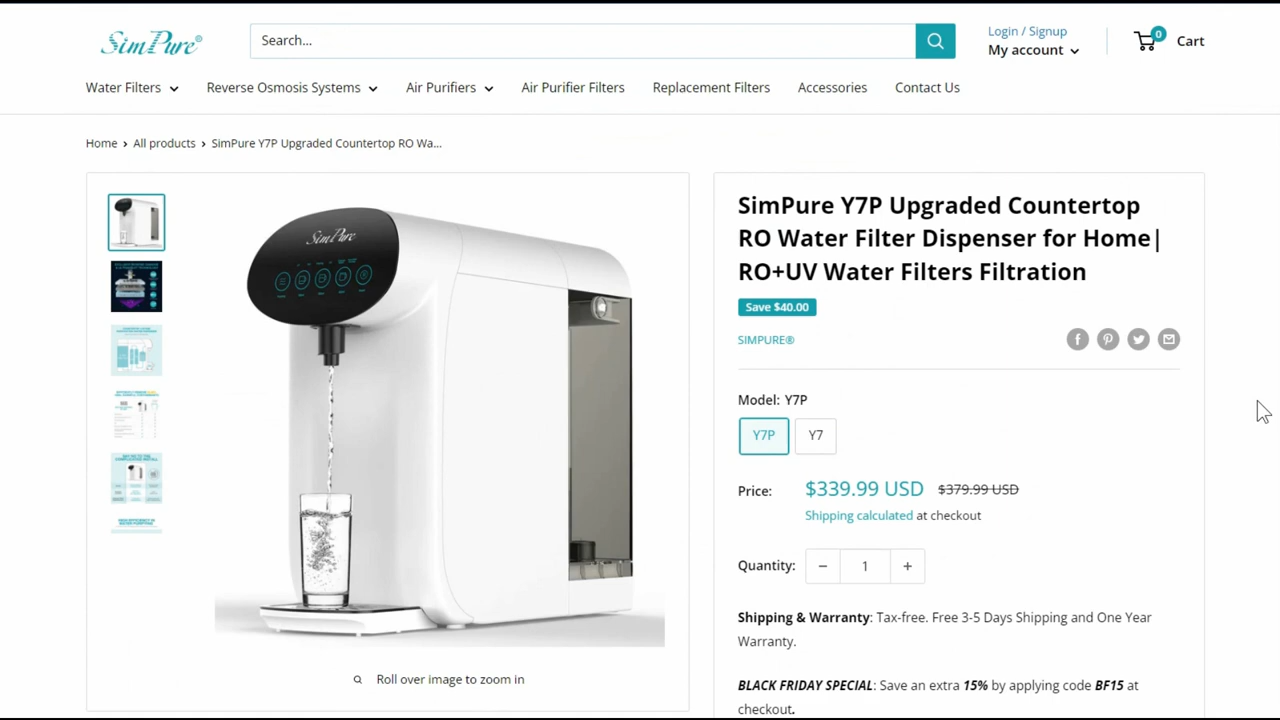 SimPure®
Search...
Login / Signup
My account
0
Cart
Water Filters
Reverse Osmosis Systems
Air Purifiers
Air Purifier Filters
Replacement Filters
Accessories
Contact Us
Home › All products › SimPure Y7P Upgraded Countertop RO Wa...
SimPure
Roll over image to zoom in
SimPure Y7P Upgraded Countertop
RO Water Filter Dispenser for Home|
RO+UV Water Filters Filtration
Save $40.00
SIMPURE®
Model: Y7P
Y7P
Y7
Price: $339.99 USD $379.99 USD
Shipping calculated at checkout
Quantity: − 1 +
Shipping & Warranty: Tax-free. Free 3-5 Days Shipping and One Year
Warranty.
BLACK FRIDAY SPECIAL: Save an extra 15% by applying code BF15 at
checkout.